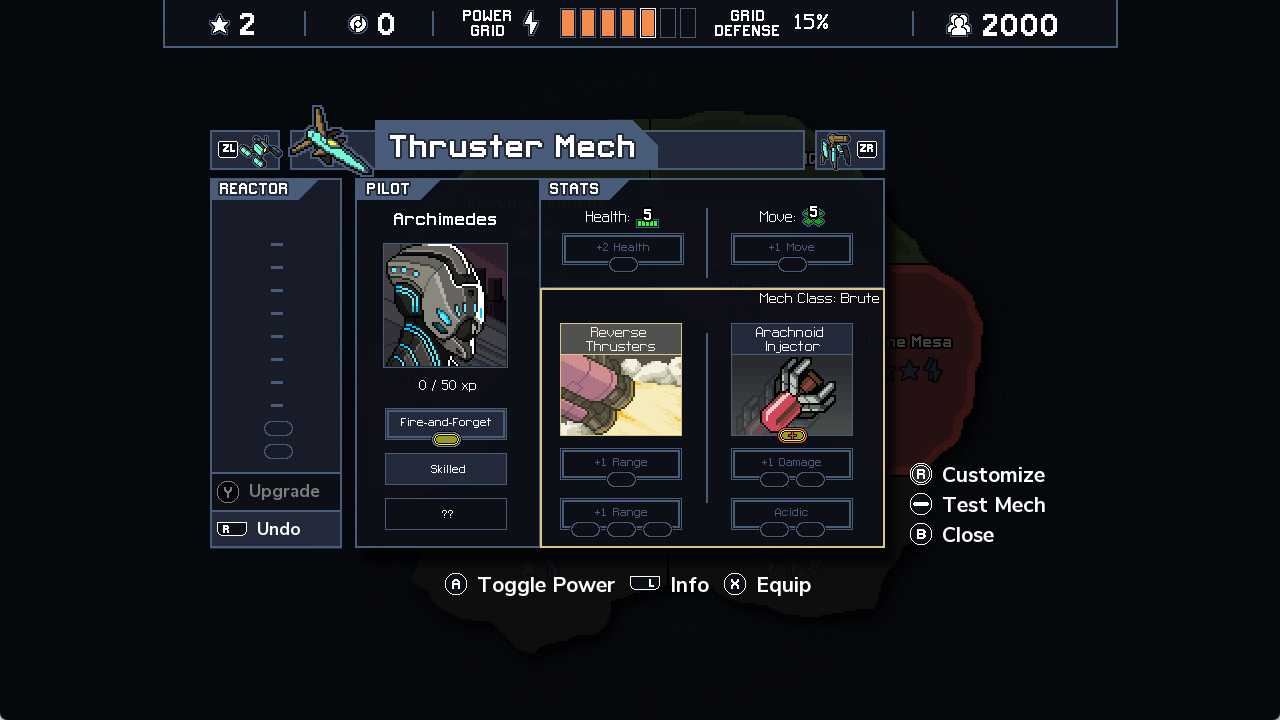 2
0
POWER
GRID
GRID
DEFENSE
15%
2000
ZL
Thruster Mech
ZR
REACTOR
PILOT
STATS
Archimedes
Health:
5
Move:
5
+2 Health
+1 Move
Mech Class: Brute
Reverse
Thrusters
Arachnoid
Injector
0 / 50 xp
Fire-and-Forget
+1 Range
+1 Damage
Skilled
??
+1 Range
Acidic
Y Upgrade
R Undo
R Customize
Test Mech
B Close
A Toggle Power
L Info
X Equip